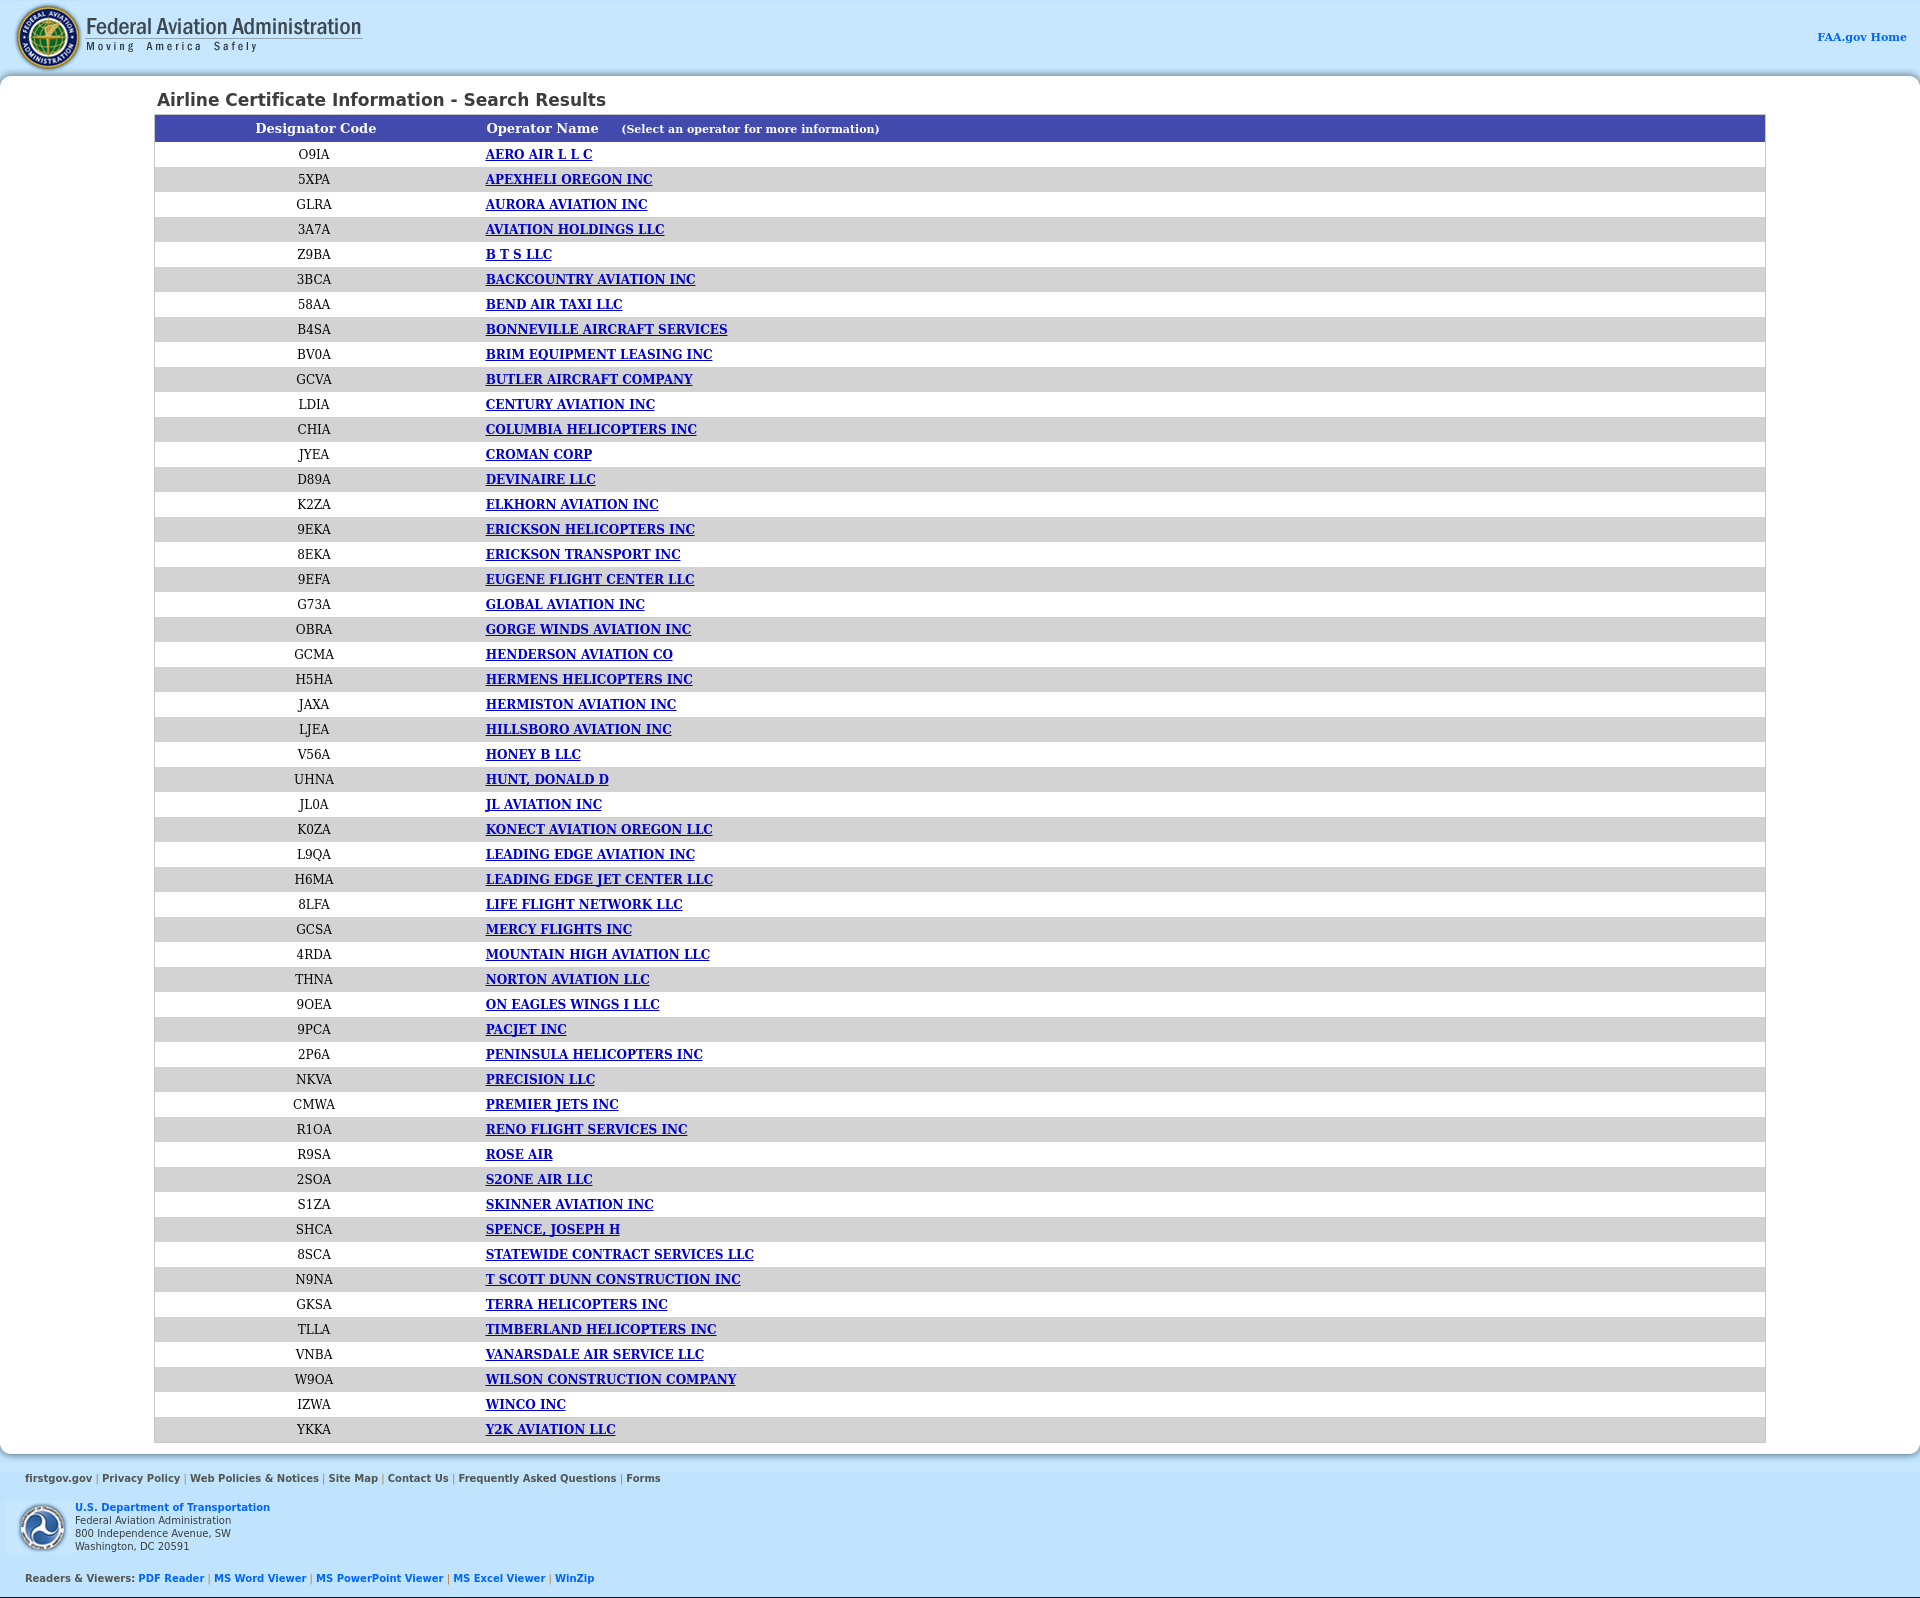 Federal Aviation Administration
Moving America Safely
FAA.gov Home
Airline Certificate Information - Search Results
Designator Code Operator Name (Select an operator for more information)
O9IA AERO AIR L L C
5XPA APEXHELI OREGON INC
GLRA AURORA AVIATION INC
3A7A AVIATION HOLDINGS LLC
Z9BA B T S LLC
3BCA BACKCOUNTRY AVIATION INC
58AA BEND AIR TAXI LLC
B4SA BONNEVILLE AIRCRAFT SERVICES
BV0A BRIM EQUIPMENT LEASING INC
GCVA BUTLER AIRCRAFT COMPANY
LDIA CENTURY AVIATION INC
CHIA COLUMBIA HELICOPTERS INC
JYEA CROMAN CORP
D89A DEVINAIRE LLC
K2ZA ELKHORN AVIATION INC
9EKA ERICKSON HELICOPTERS INC
8EKA ERICKSON TRANSPORT INC
9EFA EUGENE FLIGHT CENTER LLC
G73A GLOBAL AVIATION INC
OBRA GORGE WINDS AVIATION INC
GCMA HENDERSON AVIATION CO
H5HA HERMENS HELICOPTERS INC
JAXA HERMISTON AVIATION INC
LJEA HILLSBORO AVIATION INC
V56A HONEY B LLC
UHNA HUNT, DONALD D
JL0A JL AVIATION INC
K0ZA KONECT AVIATION OREGON LLC
L9QA LEADING EDGE AVIATION INC
H6MA LEADING EDGE JET CENTER LLC
8LFA LIFE FLIGHT NETWORK LLC
GCSA MERCY FLIGHTS INC
4RDA MOUNTAIN HIGH AVIATION LLC
THNA NORTON AVIATION LLC
9OEA ON EAGLES WINGS I LLC
9PCA PACJET INC
2P6A PENINSULA HELICOPTERS INC
NKVA PRECISION LLC
CMWA PREMIER JETS INC
R1OA RENO FLIGHT SERVICES INC
R9SA ROSE AIR
2SOA S2ONE AIR LLC
S1ZA SKINNER AVIATION INC
SHCA SPENCE, JOSEPH H
8SCA STATEWIDE CONTRACT SERVICES LLC
N9NA T SCOTT DUNN CONSTRUCTION INC
GKSA TERRA HELICOPTERS INC
TLLA TIMBERLAND HELICOPTERS INC
VNBA VANARSDALE AIR SERVICE LLC
W9OA WILSON CONSTRUCTION COMPANY
IZWA WINCO INC
YKKA Y2K AVIATION LLC
firstgov.gov | Privacy Policy | Web Policies & Notices | Site Map | Contact Us | Frequently Asked Questions | Forms
U.S. Department of Transportation
Federal Aviation Administration
800 Independence Avenue, SW
Washington, DC 20591
Readers & Viewers: PDF Reader | MS Word Viewer | MS PowerPoint Viewer | MS Excel Viewer | WinZip